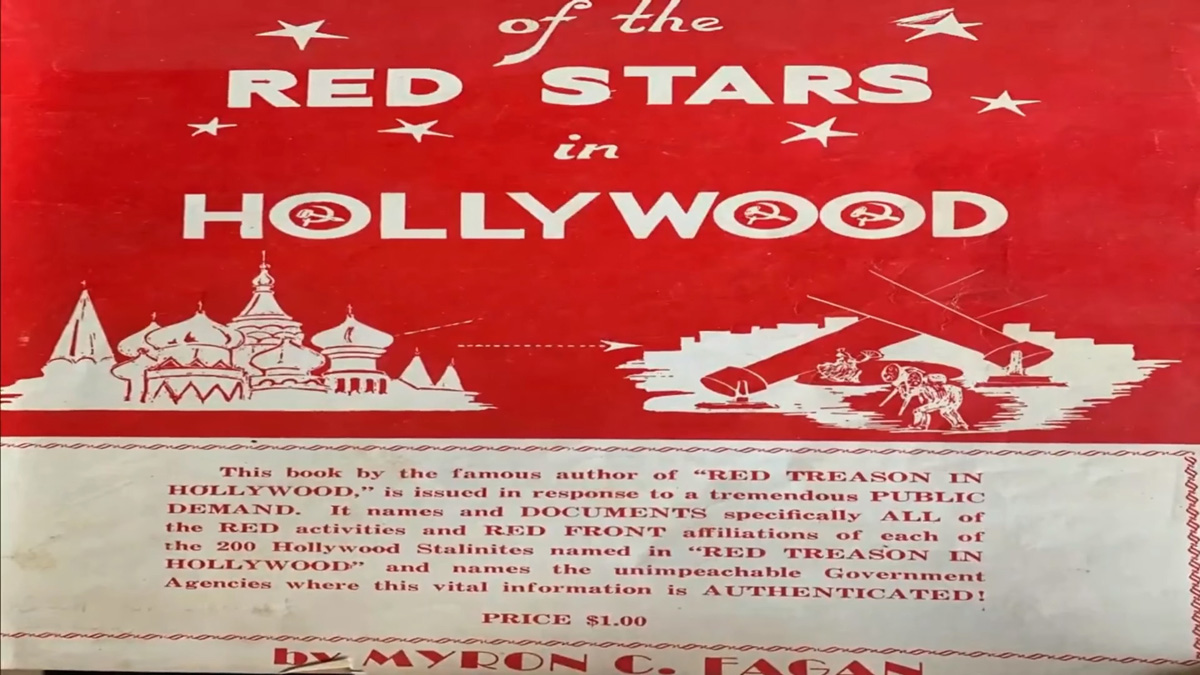 of the
RED STARS
in
HOLLYWOOD
This book by the famous author of “RED TREASON IN
HOLLYWOOD,” is issued in response to a tremendous PUBLIC
DEMAND. It names and DOCUMENTS specifically ALL of
the RED activities and RED FRONT affiliations of each of
the 200 Hollywood Stalinites named in “RED TREASON IN
HOLLYWOOD” and names the unimpeachable Government
Agencies where this vital information is AUTHENTICATED!
PRICE $1.00
by MYRON C. FAGAN